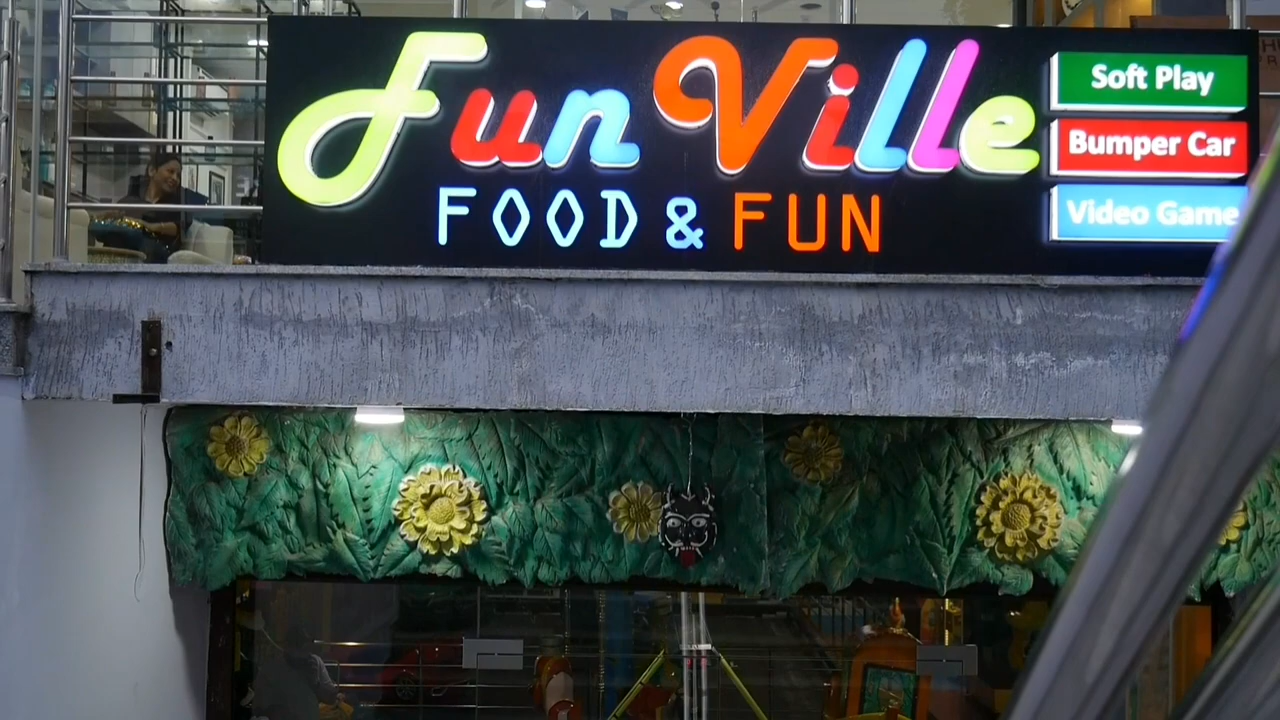 Fun Ville
FOOD & FUN
Soft Play
Bumper Car
Video Game